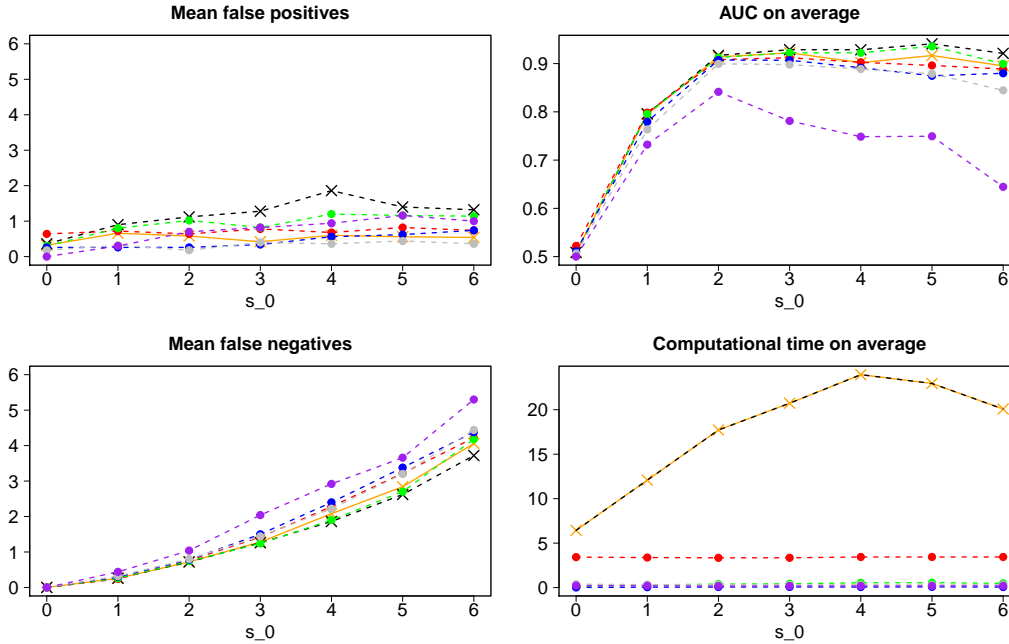 Mean false positives
6
5
4
3
2
1
0
0 1 2 3 4 5 6
s_0
AUC on average
0.9
0.8
0.7
0.6
0.5
0 1 2 3 4 5 6
s_0
Mean false negatives
6
5
4
3
2
1
0
0 1 2 3 4 5 6
s_0
Computational time on average
20
15
10
5
0
0 1 2 3 4 5 6
s_0